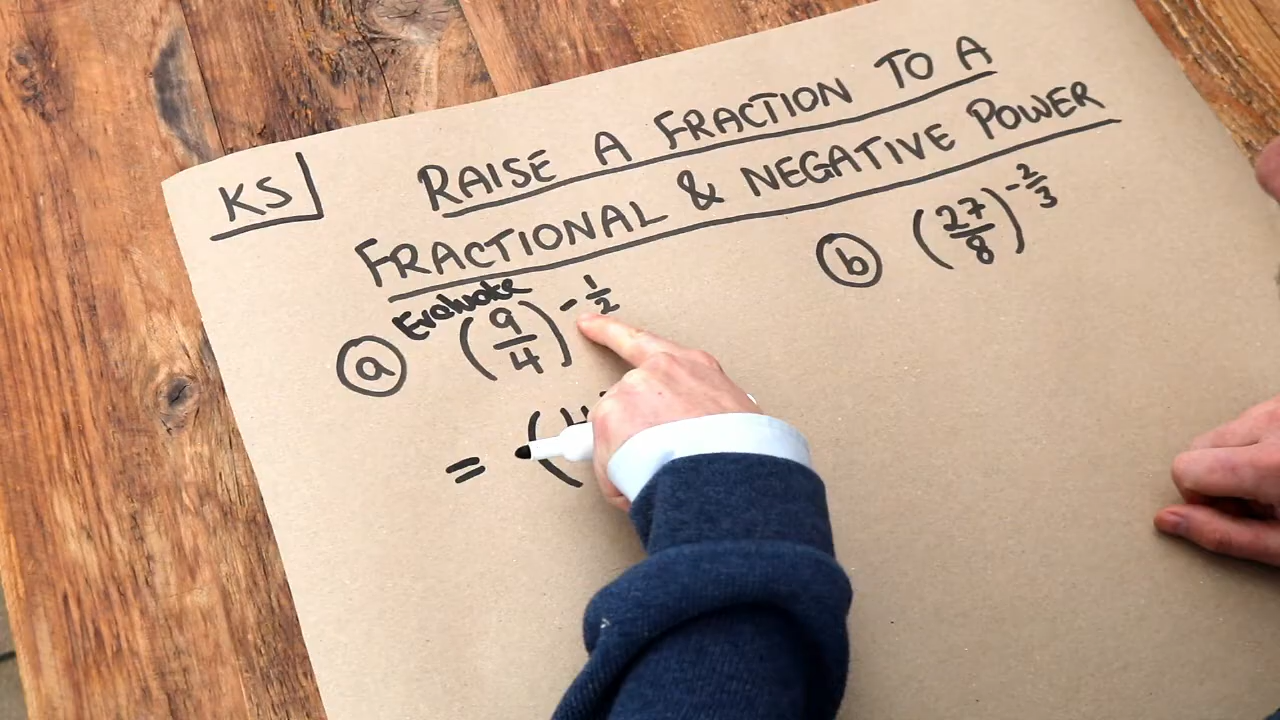 KS
RAISE A FRACTION TO A
FRACTIONAL & NEGATIVE POWER
Evaluate
a (9/4)^-1/2
b (27/8)^-2/3
= (